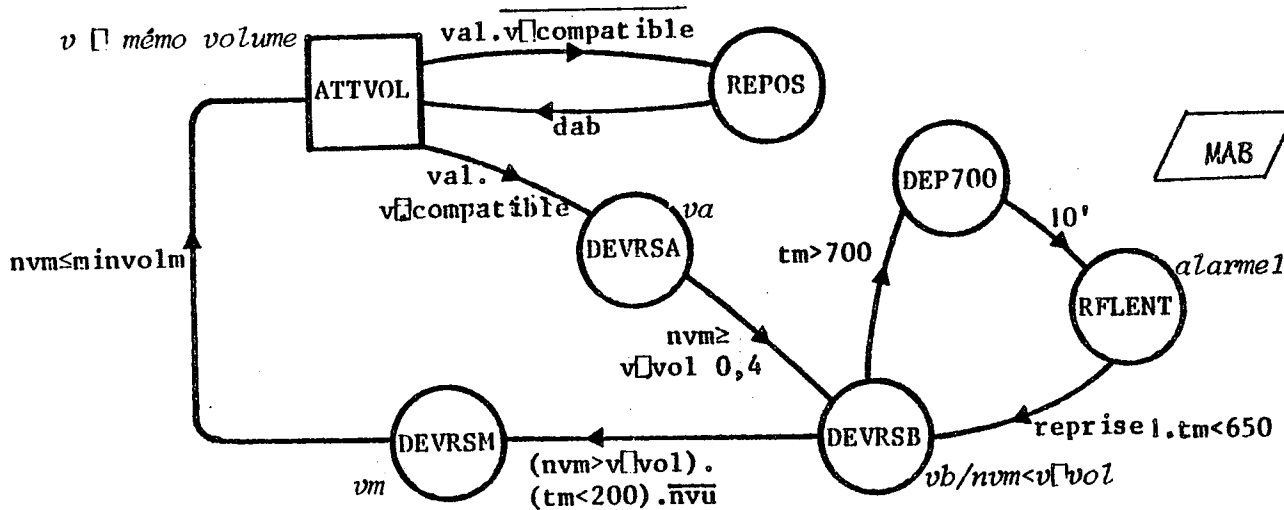 v▯ mémo volume
val.v▯compatible
ATTVOL
REPOS
dab
MAB
val.
v▯compatible
DEP700
va
DEVRSA
10'
tm>700
nvm≤minvolm
alarme1
RFLENT
nvm≥
v▯vol 0,4
DEVRSM
DEVRSB
reprise1.tm<650
(nvm>v▯vol).
(tm<200).n̅v̅u̅
vm
vb/nvm<v▯vol